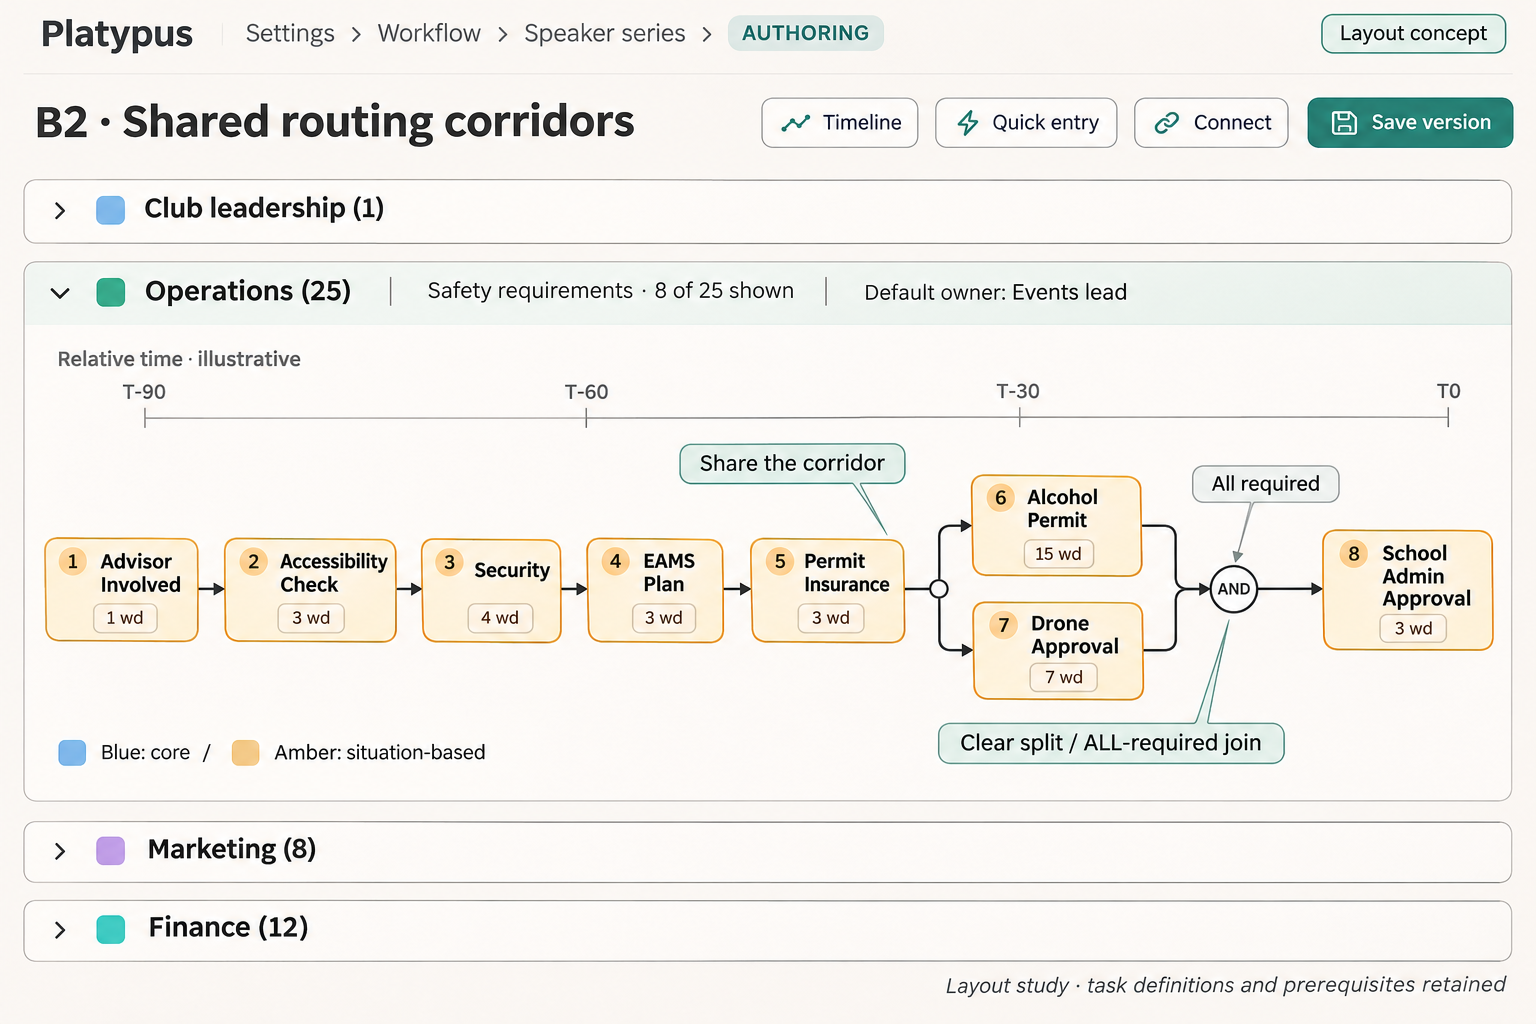 Platypus
Settings > Workflow > Speaker series > AUTHORING
Layout concept
B2 · Shared routing corridors
Timeline
Quick entry
Connect
Save version
Club leadership (1)
Operations (25)
Safety requirements · 8 of 25 shown
Default owner: Events lead
Relative time · illustrative
T-90
T-60
T-30
T0
Share the corridor
All required
1
Advisor
Involved
1 wd
2
Accessibility
Check
3 wd
3
Security
4 wd
4
EAMS
Plan
3 wd
5
Permit
Insurance
3 wd
6
Alcohol
Permit
15 wd
7
Drone
Approval
7 wd
AND
8
School
Admin
Approval
3 wd
Clear split / ALL-required join
Blue: core / Amber: situation-based
Marketing (8)
Finance (12)
Layout study · task definitions and prerequisites retained